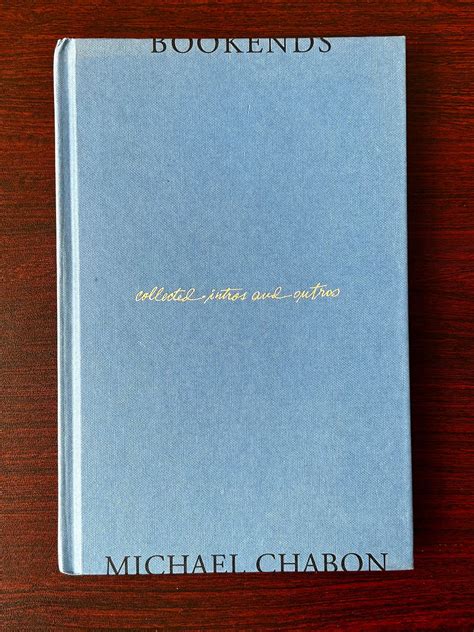 BOOKENDS
collected intros and outros
MICHAEL CHABON